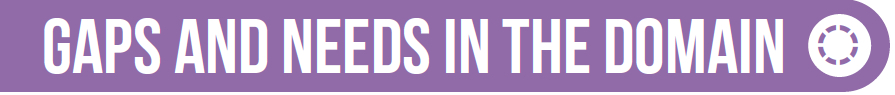 GAPS AND NEEDS IN THE DOMAIN